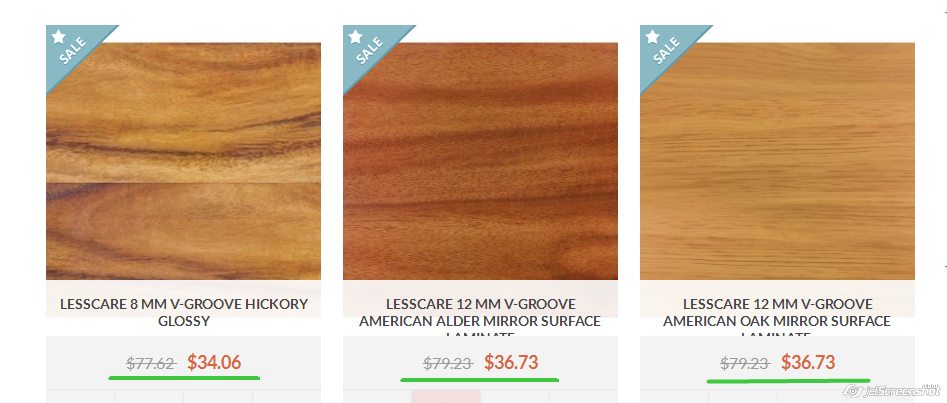 SALE
SALE
SALE
LESSCARE 8 MM V-GROOVE HICKORY
GLOSSY
$77.62 $34.06
LESSCARE 12 MM V-GROOVE
AMERICAN ALDER MIRROR SURFACE
LAMINATE
$79.23 $36.73
LESSCARE 12 MM V-GROOVE
AMERICAN OAK MIRROR SURFACE
LAMINATE
$79.23 $36.73
jetScreenshot